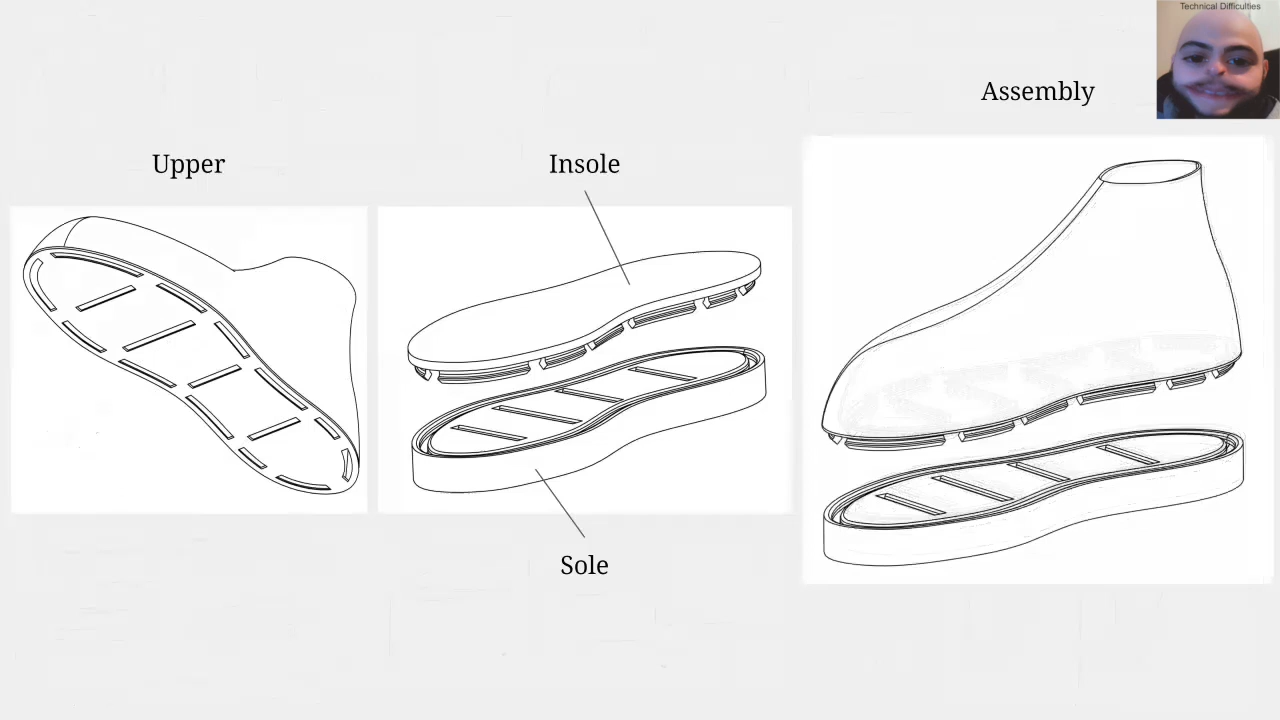 Technical Difficulties
Assembly
Upper
Insole
Sole